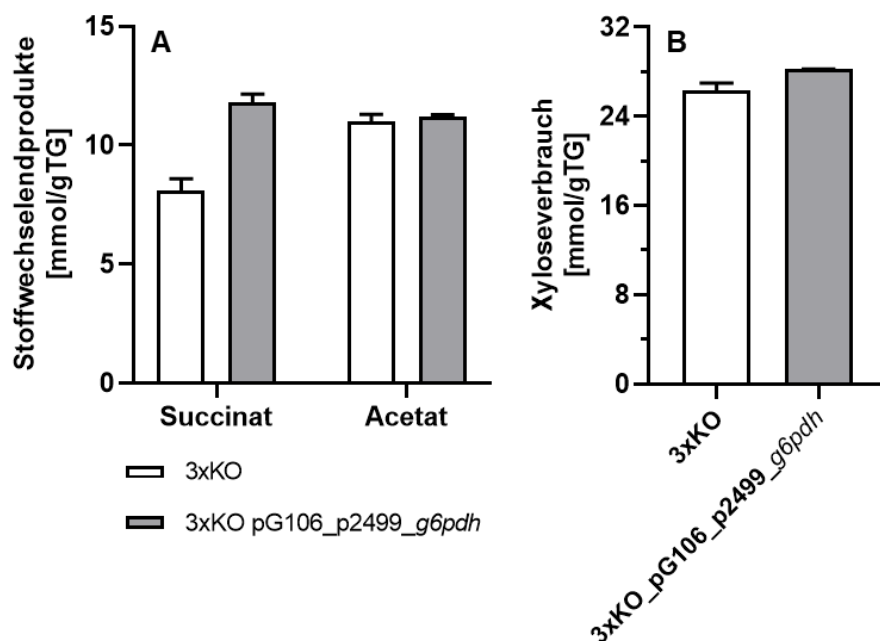 A
Stoffwechselendprodukte
[mmol/gTG]
15
10
5
0
Succinat
Acetat
3xKO
3xKO pG106_p2499_g6pdh
B
Xyloseverbrauch
[mmol/gTG]
32
24
16
8
0
3xKO
3xKO_pG106_p2499_g6pdh